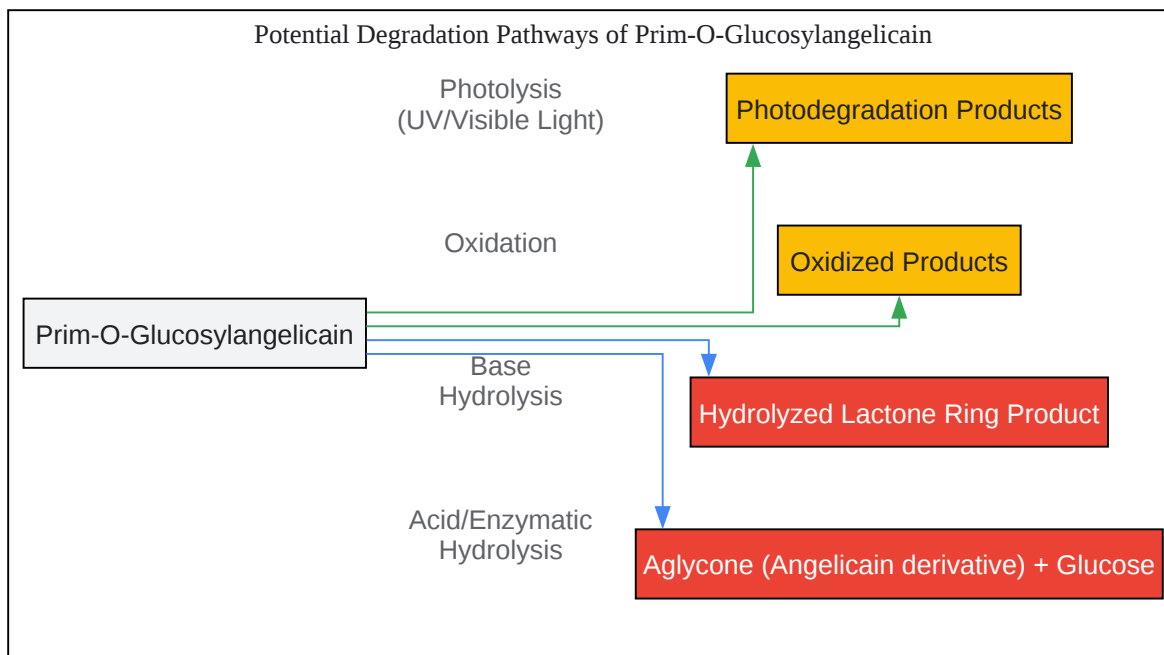 Potential Degradation Pathways of Prim-O-Glucosylangelicain
Photolysis
(UV/Visible Light)
Photodegradation Products
Oxidation
Oxidized Products
Prim-O-Glucosylangelicain
Base
Hydrolysis
Hydrolyzed Lactone Ring Product
Acid/Enzymatic
Hydrolysis
Aglycone (Angelicain derivative) + Glucose